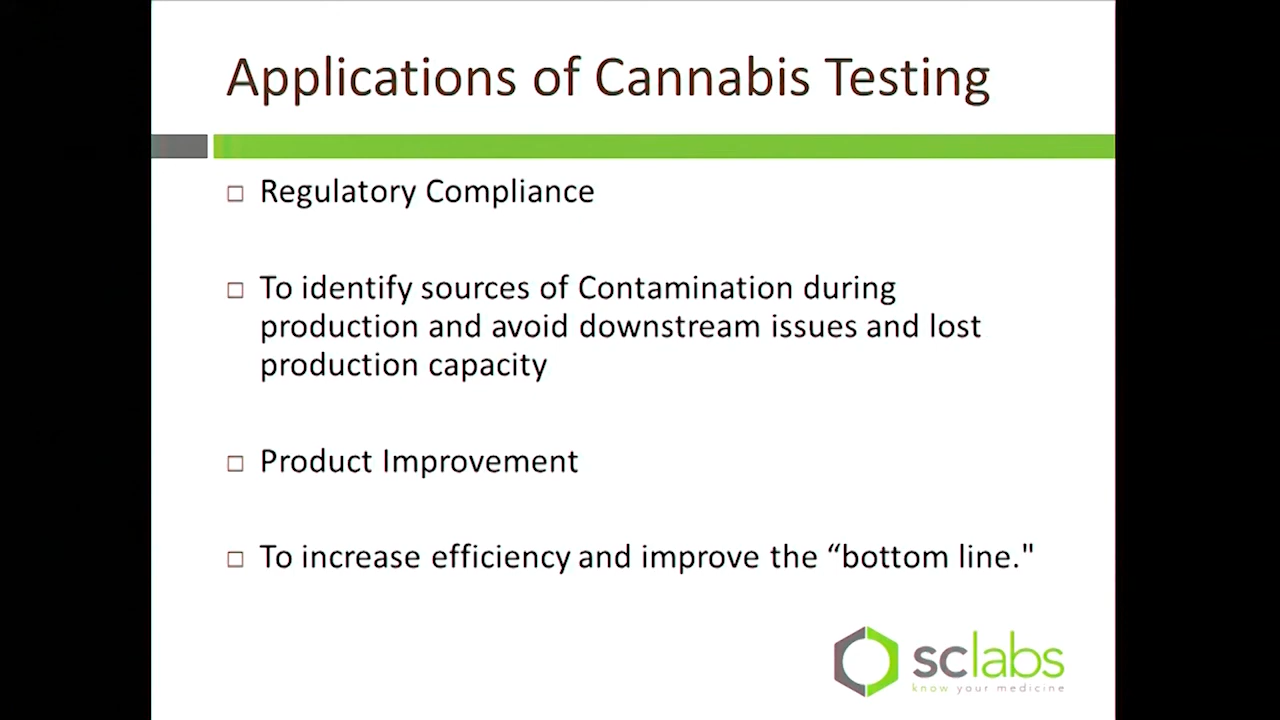 Applications of Cannabis Testing
Regulatory Compliance
To identify sources of Contamination during
production and avoid downstream issues and lost
production capacity
Product Improvement
To increase efficiency and improve the “bottom line."
sclabs
know your medicine